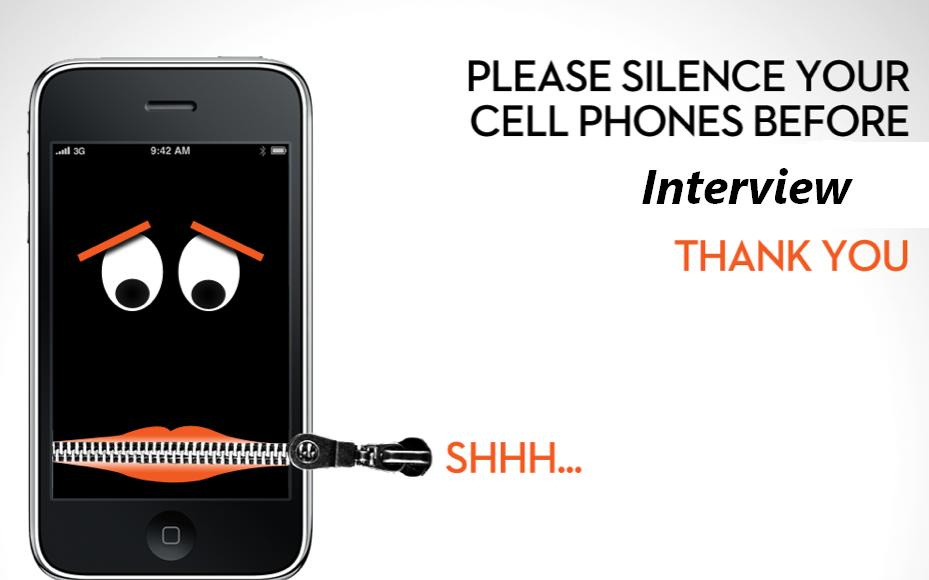 3G 9:42 AM
PLEASE SILENCE YOUR
CELL PHONES BEFORE
Interview
THANK YOU
SHHH...